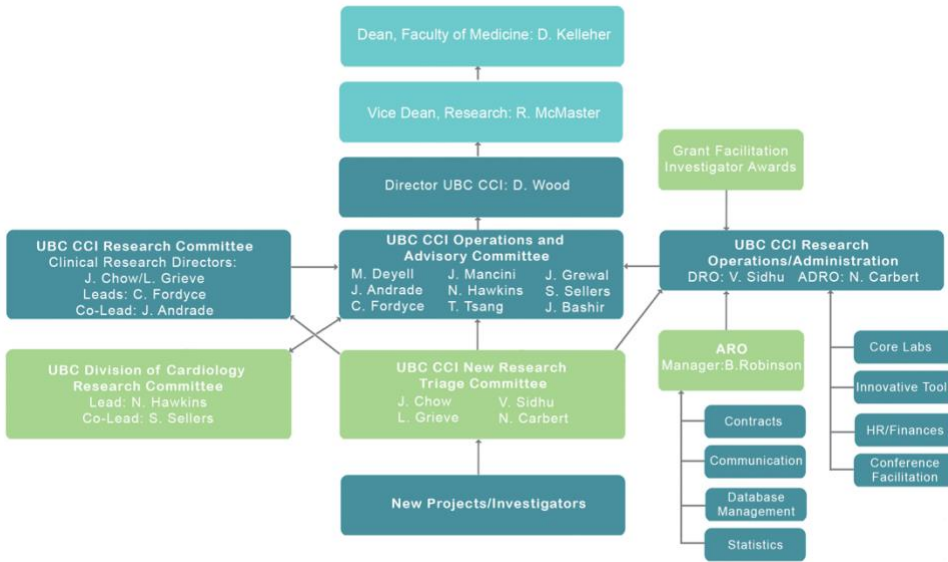 Dean, Faculty of Medicine: D. Kelleher
Vice Dean, Research: R. McMaster
Director UBC CCI: D. Wood
Grant Facilitation
Investigator Awards
UBC CCI Research Committee
Clinical Research Directors:
J. Chow/L. Grieve
Leads: C. Fordyce
Co-Lead: J. Andrade
UBC CCI Operations and
Advisory Committee
M. Deyell J. Mancini J. Grewal
J. Andrade N. Hawkins S. Sellers
C. Fordyce T. Tsang J. Bashir
UBC CCI Research
Operations/Administration
DRO: V. Sidhu ADRO: N. Carbert
UBC Division of Cardiology
Research Committee
Lead: N. Hawkins
Co-Lead: S. Sellers
UBC CCI New Research
Triage Committee
J. Chow V. Sidhu
L. Grieve N. Carbert
ARO
Manager:B.Robinson
Core Labs
Innovative Tool
HR/Finances
Conference
Facilitation
Contracts
Communication
Database
Management
Statistics
New Projects/Investigators